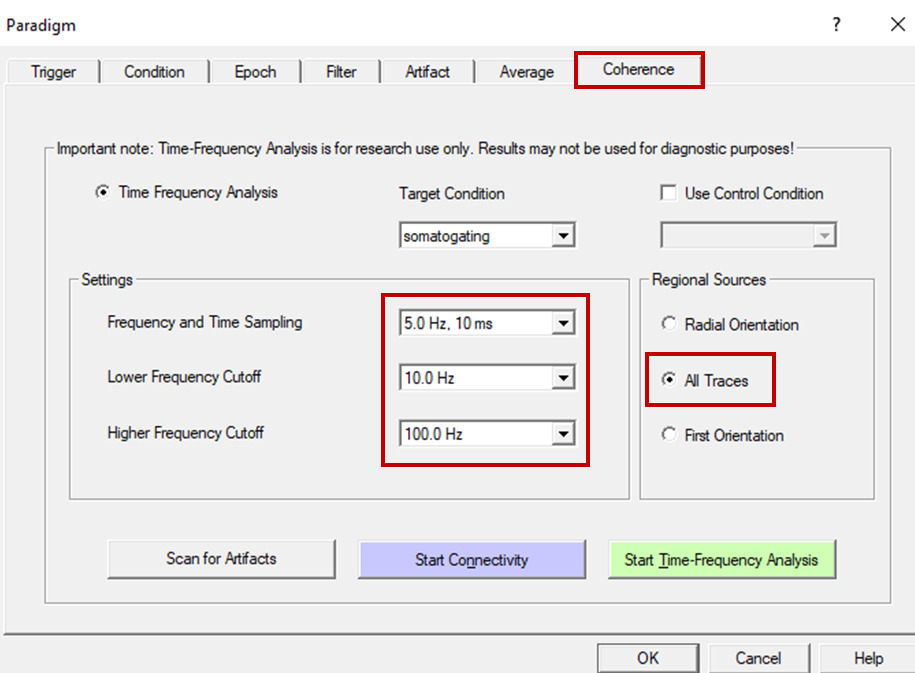 Paradigm ?
Trigger Condition Epoch Filter Artifact Average Coherence
Important note: Time-Frequency Analysis is for research use only. Results may not be used for diagnostic purposes!
Time Frequency Analysis Target Condition Use Control Condition
somatogating
Settings Regional Sources
Frequency and Time Sampling 5.0 Hz, 10 ms Radial Orientation
Lower Frequency Cutoff 10.0 Hz All Traces
Higher Frequency Cutoff 100.0 Hz First Orientation
Scan for Artifacts Start Connectivity Start Time-Frequency Analysis
OK Cancel Help